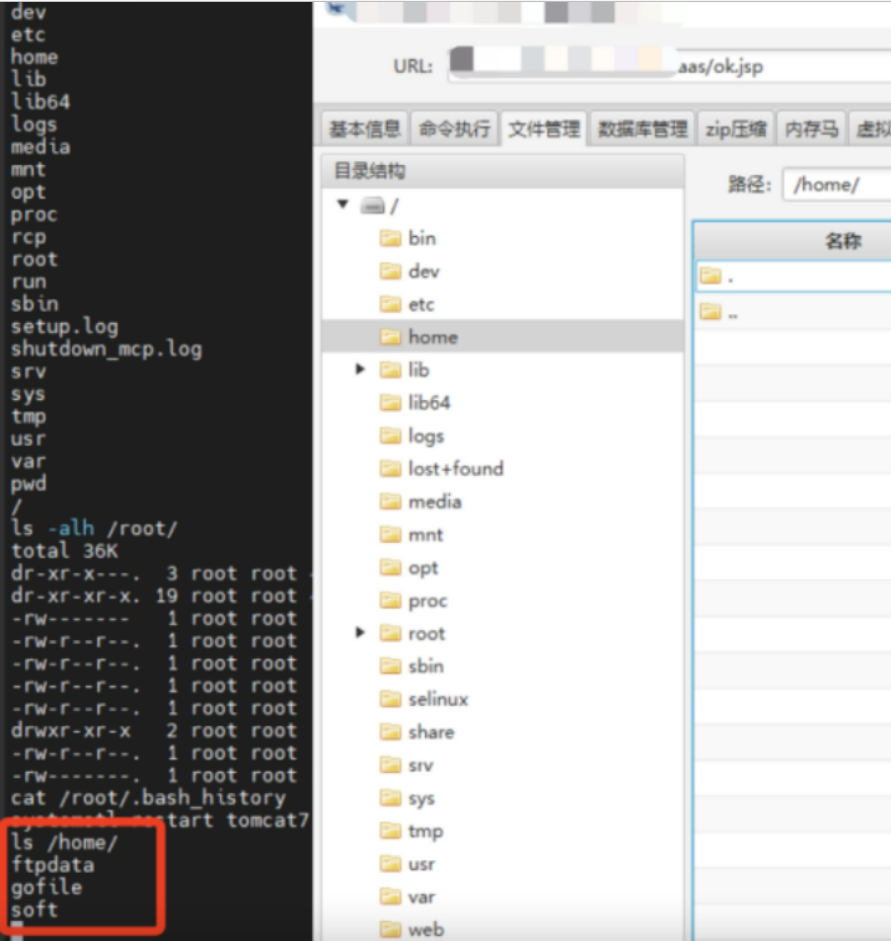 dev
etc
home
lib
lib64
logs
media
mnt
opt
proc
rcp
root
run
sbin
setup.log
shutdown_mcp.log
srv
sys
tmp
usr
var
pwd
/
ls -alh /root/
total 36K
dr-xr-x---. 3 root root
dr-xr-xr-x. 19 root root
-rw------- 1 root root
-rw-r--r--. 1 root root
-rw-r--r--. 1 root root
-rw-r--r--. 1 root root
-rw-r--r--. 1 root root
drwxr-xr-x 2 root root
-rw-r--r--. 1 root root
-rw-------. 1 root root
cat /root/.bash_history
systemctl restart tomcat7
ls /home/
ftpdata
gofile
soft
URL: aas/ok.jsp
基本信息 命令执行 文件管理 数据库管理 zip压缩 内存马 虚拟
目录结构
/
bin
dev
etc
home
lib
lib64
logs
lost+found
media
mnt
opt
proc
root
sbin
selinux
share
srv
sys
tmp
usr
var
web
路径: /home/
名称
.
..